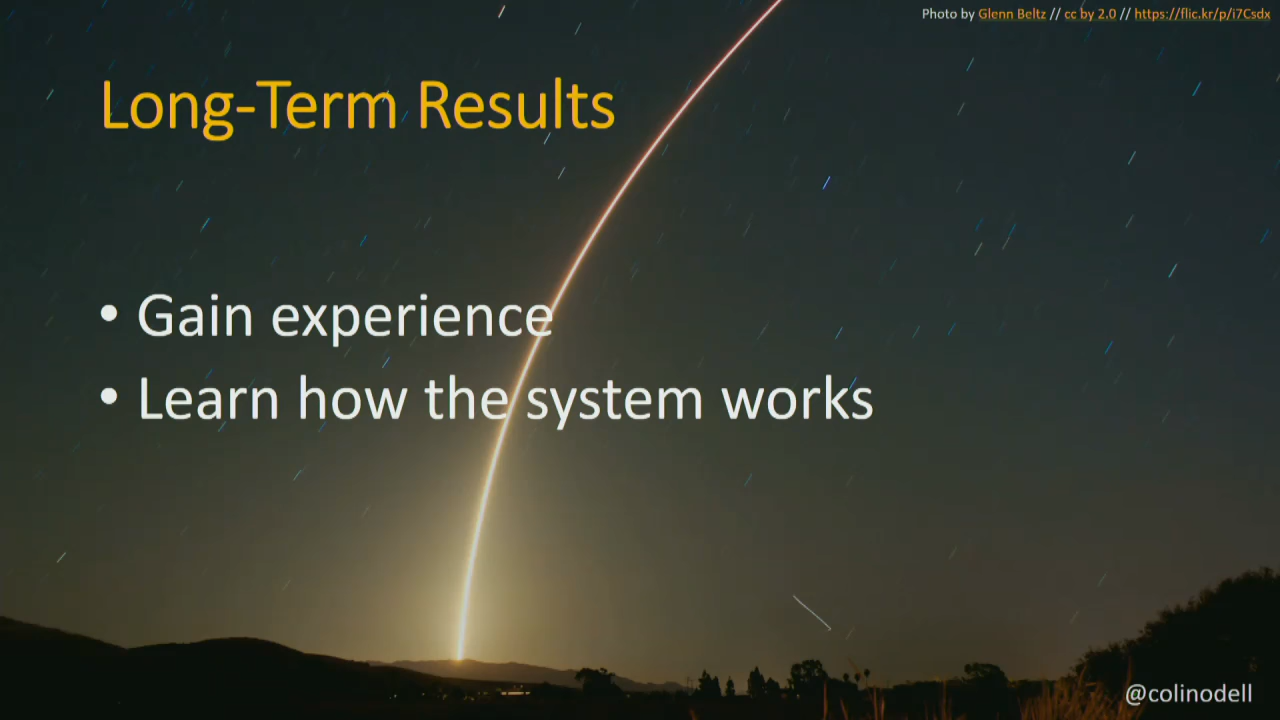 Photo by Glenn Beltz // cc by 2.0 // https://flic.kr/p/i7Csdx
Long-Term Results
• Gain experience
• Learn how the system works
@colinodell